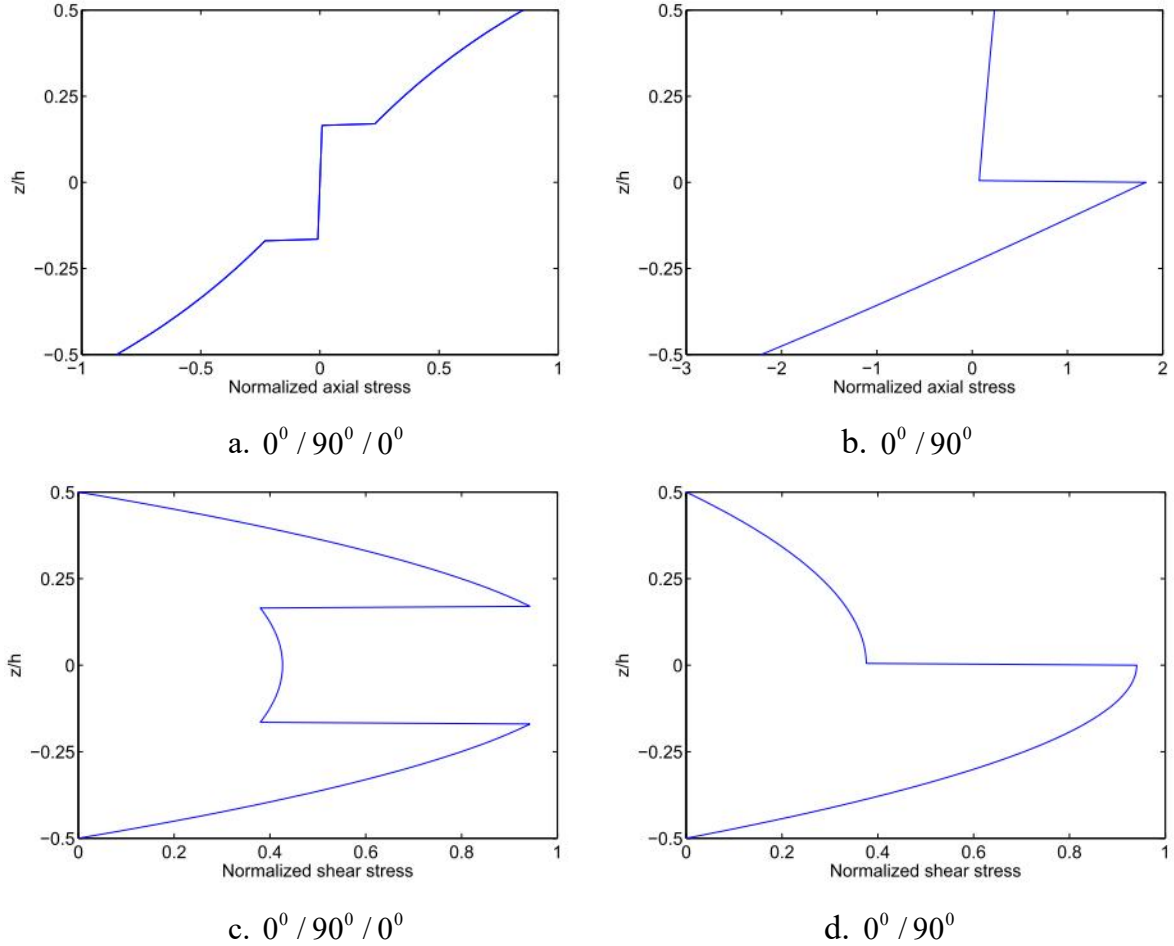 0.5
0.25
0
−0.25
−0.5
z/h
−1 −0.5 0 0.5 1
Normalized axial stress
a. 0⁰ / 90⁰ / 0⁰
0.5
0.25
0
−0.25
−0.5
z/h
−3 −2 −1 0 1 2
Normalized axial stress
b. 0⁰ / 90⁰
0.5
0.25
0
−0.25
−0.5
z/h
0 0.2 0.4 0.6 0.8 1
Normalized shear stress
c. 0⁰ / 90⁰ / 0⁰
0.5
0.25
0
−0.25
−0.5
z/h
0 0.2 0.4 0.6 0.8 1
Normalized shear stress
d. 0⁰ / 90⁰